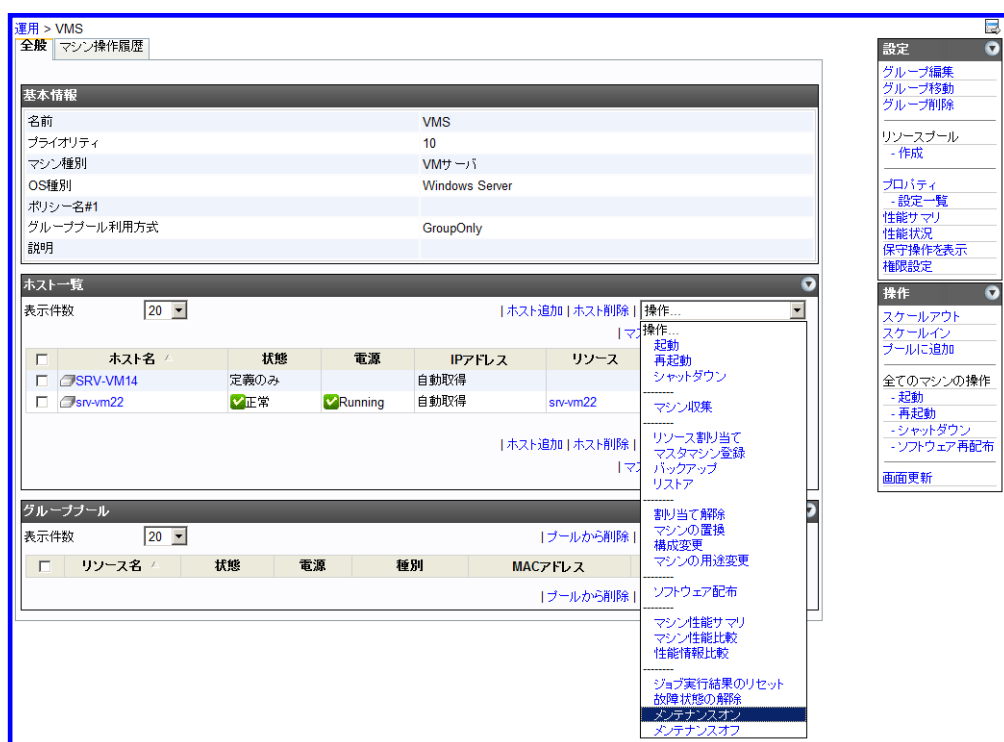 運用 > VMS
全般 マシン操作履歴
基本情報
名前 VMS
プライオリティ 10
マシン種別 VMサーバ
OS種別 Windows Server
ポリシー名#1
グループプール利用方式 GroupOnly
説明
ホスト一覧
表示件数 20 | ホスト追加 | ホスト削除 | 操作...
| マ
ホスト名 状態 電源 IPアドレス リソース
SRV-VM14 定義のみ 自動取得
srv-vm22 正常 Running 自動取得 srv-vm22
| ホスト追加 | ホスト削除 |
| マ
グループプール
表示件数 20 | プールから削除 |
リソース名 状態 電源 種別 MACアドレス
| プールから削除 |
操作...
起動
再起動
シャットダウン
--------
マシン収集
--------
リソース割り当て
マスタマシン登録
バックアップ
リストア
--------
割り当て解除
マシンの置換
構成変更
マシンの用途変更
--------
ソフトウェア配布
--------
マシン性能サマリ
マシン性能比較
性能情報比較
--------
ジョブ実行結果のリセット
故障状態の解除
メンテナンスオン
メンテナンスオフ
設定
グループ編集
グループ移動
グループ削除
リソースプール
- 作成
プロパティ
- 設定一覧
性能サマリ
性能状況
保守操作を表示
権限設定
操作
スケールアウト
スケールイン
プールに追加
全てのマシンの操作
- 起動
- 再起動
- シャットダウン
- ソフトウェア再配布
画面更新